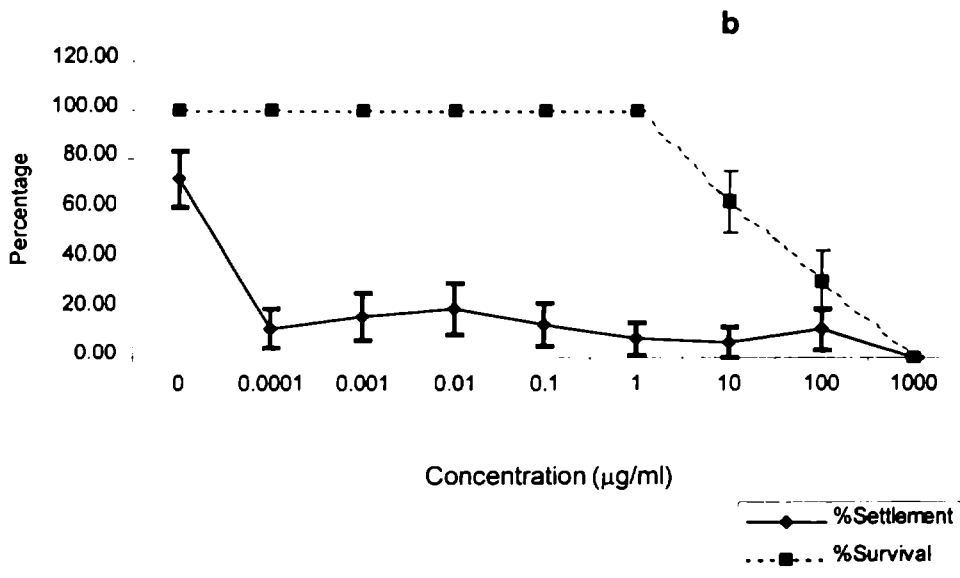 b
120.00
100.00
80.00
60.00
40.00
20.00
0.00
Percentage
0 0.0001 0.001 0.01 0.1 1 10 100 1000
Concentration (µg/ml)
%Settlement
%Survival